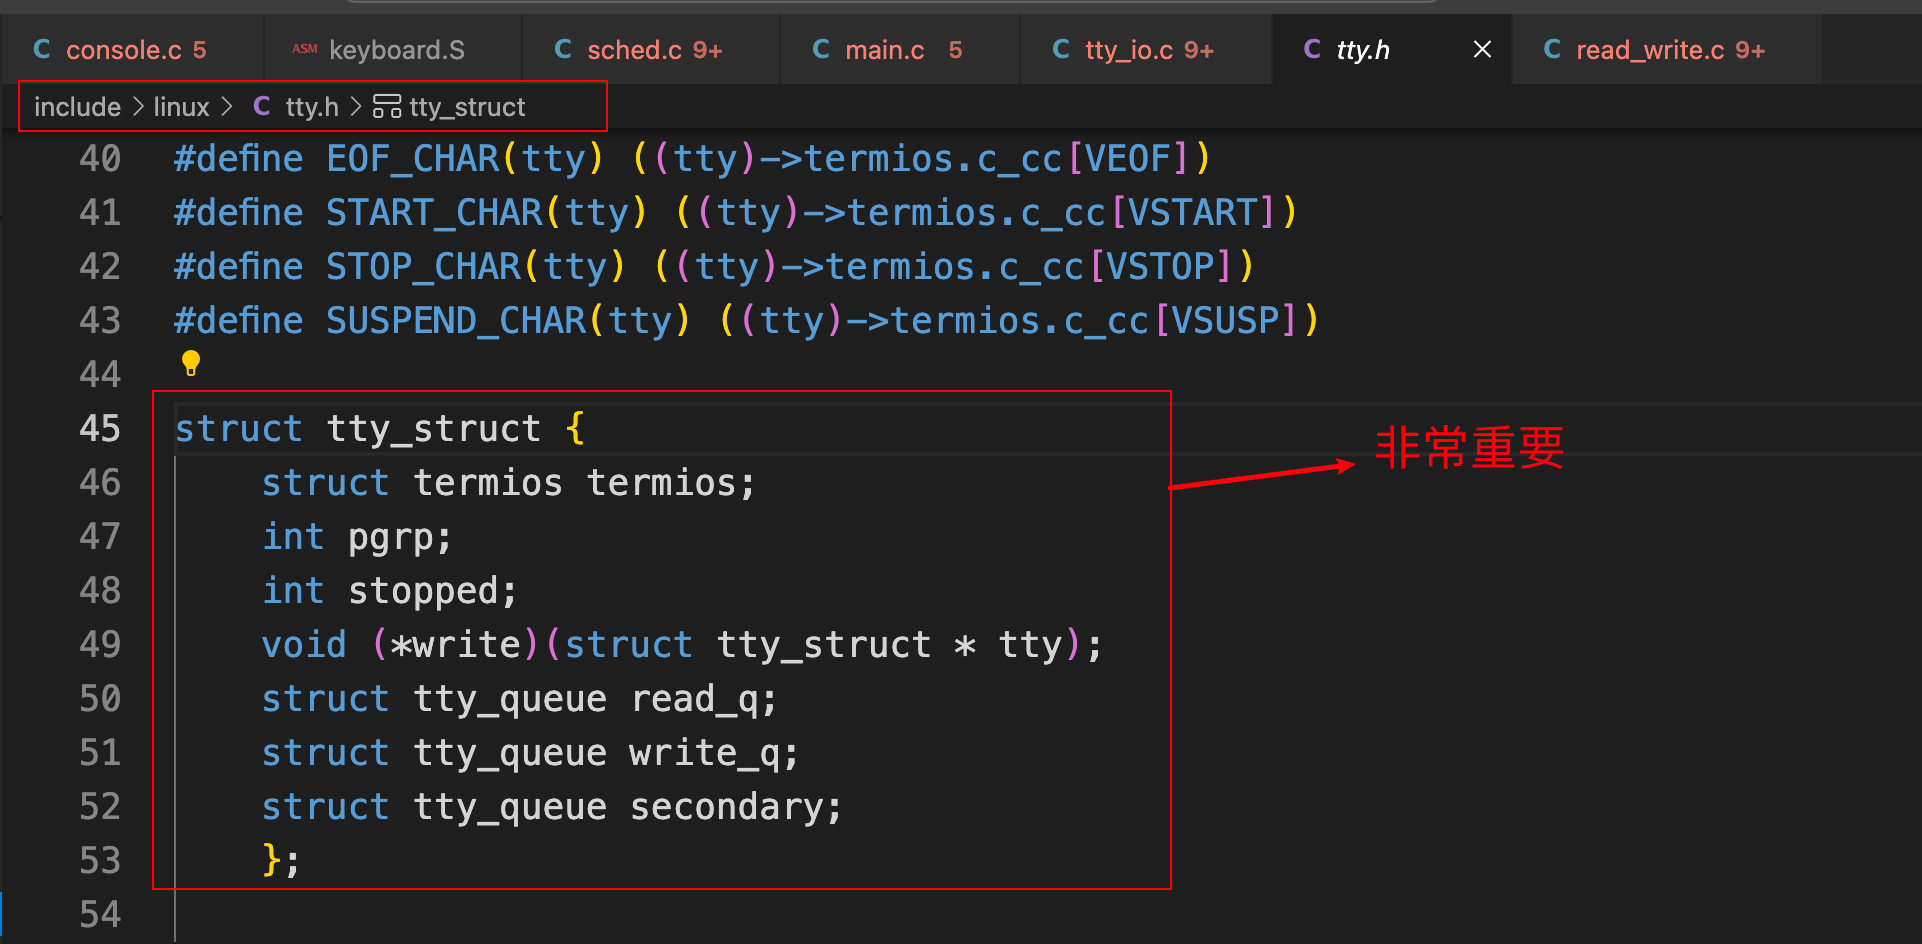 console.c 5 ASM keyboard.S C sched.c 9+ C main.c 5 C tty_io.c 9+ C tty.h × C read_write.c 9+
include > linux > C tty.h > tty_struct
40 #define EOF_CHAR(tty) ((tty)->termios.c_cc[VEOF])
41 #define START_CHAR(tty) ((tty)->termios.c_cc[VSTART])
42 #define STOP_CHAR(tty) ((tty)->termios.c_cc[VSTOP])
43 #define SUSPEND_CHAR(tty) ((tty)->termios.c_cc[VSUSP])
44
45 struct tty_struct {
非常重要
46 struct termios termios;
47 int pgrp;
48 int stopped;
49 void (*write)(struct tty_struct * tty);
50 struct tty_queue read_q;
51 struct tty_queue write_q;
52 struct tty_queue secondary;
53 };
54